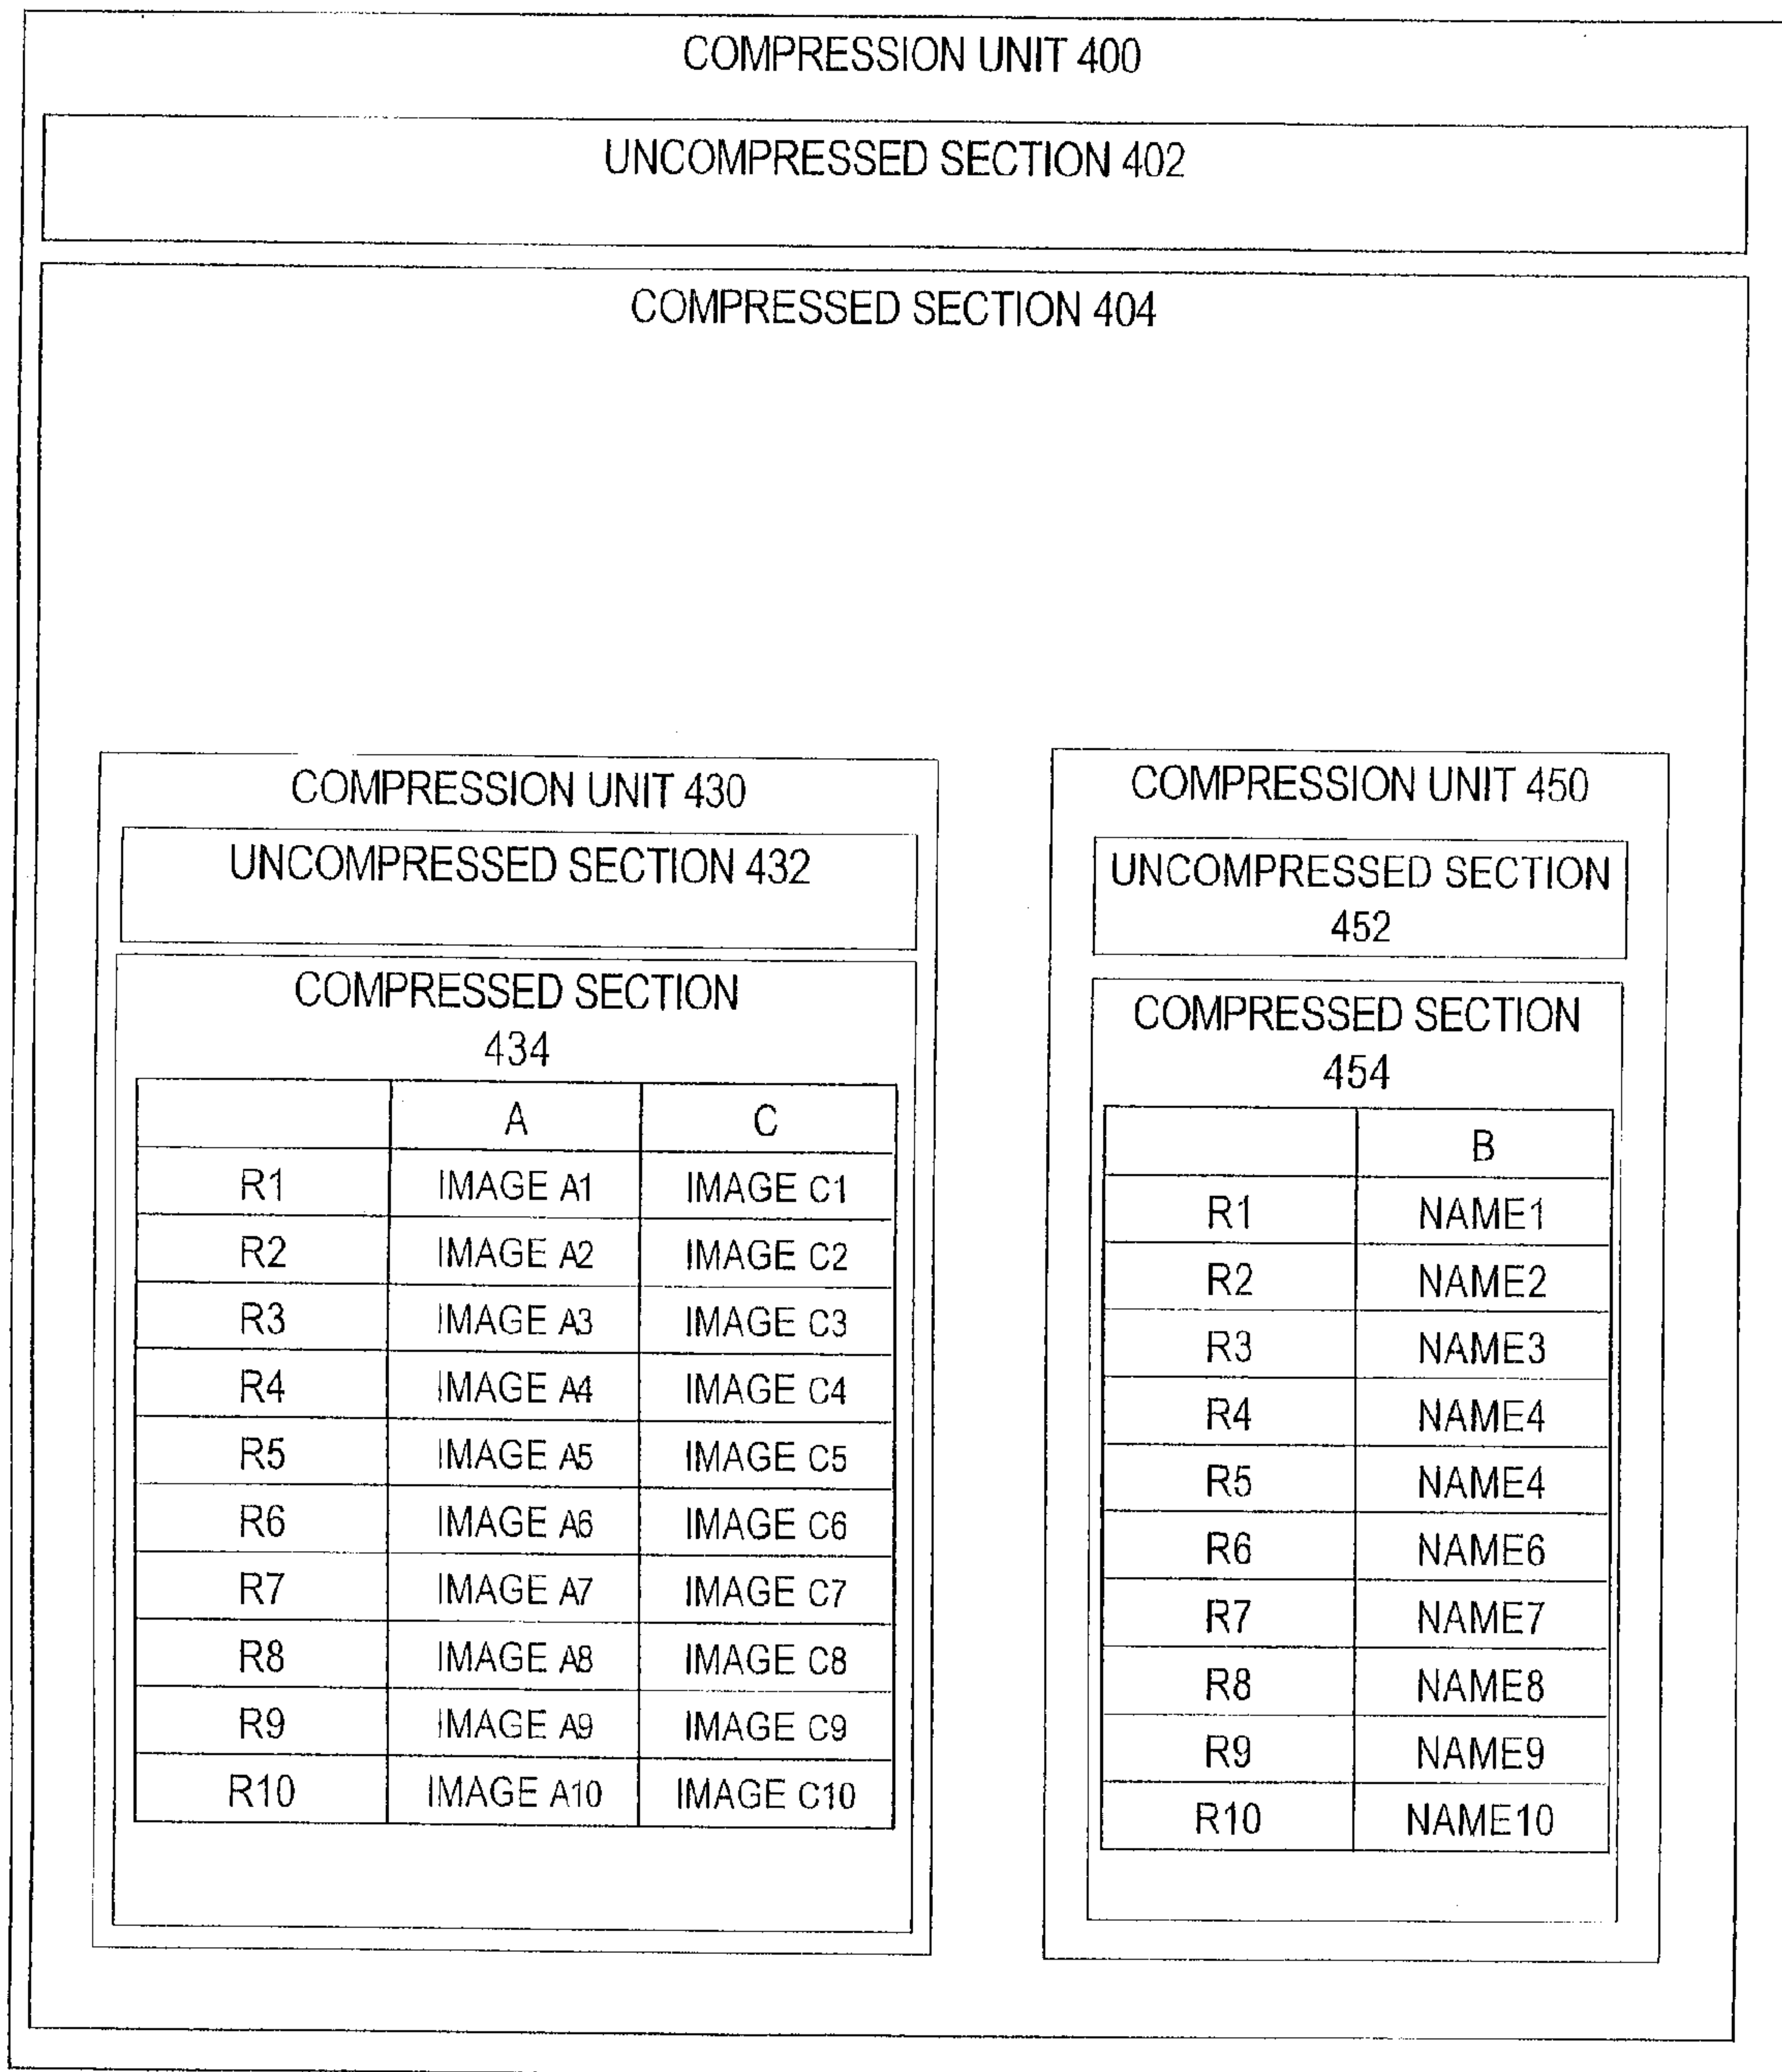 COMPRESSION UNIT 400
UNCOMPRESSED SECTION 402
COMPRESSED SECTION 404
COMPRESSION UNIT 430
UNCOMPRESSED SECTION 432
COMPRESSED SECTION
434
A C
R1 IMAGE A1 IMAGE C1
R2 IMAGE A2 IMAGE C2
R3 IMAGE A3 IMAGE C3
R4 IMAGE A4 IMAGE C4
R5 IMAGE A5 IMAGE C5
R6 IMAGE A6 IMAGE C6
R7 IMAGE A7 IMAGE C7
R8 IMAGE A8 IMAGE C8
R9 IMAGE A9 IMAGE C9
R10 IMAGE A10 IMAGE C10
COMPRESSION UNIT 450
UNCOMPRESSED SECTION
452
COMPRESSED SECTION
454
B
R1 NAME1
R2 NAME2
R3 NAME3
R4 NAME4
R5 NAME4
R6 NAME6
R7 NAME7
R8 NAME8
R9 NAME9
R10 NAME10